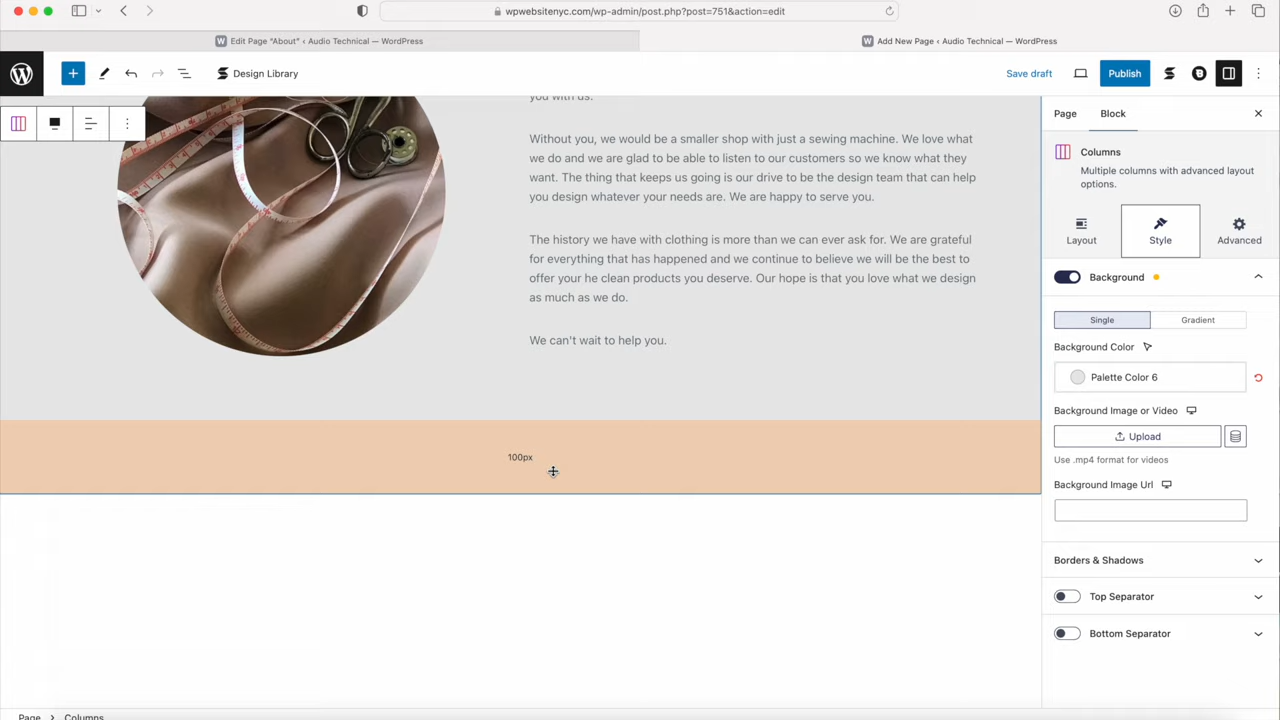 wpwebsitenyc.com/wp-admin/post.php?post=751&action=edit
Edit Page "About" ‹ Audio Technical — WordPress
Add New Page ‹ Audio Technical — WordPress
Design Library
Save draft
Publish
you with us.
Without you, we would be a smaller shop with just a sewing machine. We love what
we do and we are glad to be able to listen to our customers so we know what they
want. The thing that keeps us going is our drive to be the design team that can help
you design whatever your needs are. We are happy to serve you.
The history we have with clothing is more than we can ever ask for. We are grateful
for everything that has happened and we continue to believe we will be the best to
offer your he clean products you deserve. Our hope is that you love what we design
as much as we do.
We can't wait to help you.
100px
Page
Block
Columns
Multiple columns with advanced layout
options.
Layout
Style
Advanced
Background
Single
Gradient
Background Color
Palette Color 6
Background Image or Video
Upload
Use .mp4 format for videos
Background Image Url
Borders & Shadows
Top Separator
Bottom Separator
Page > Columns